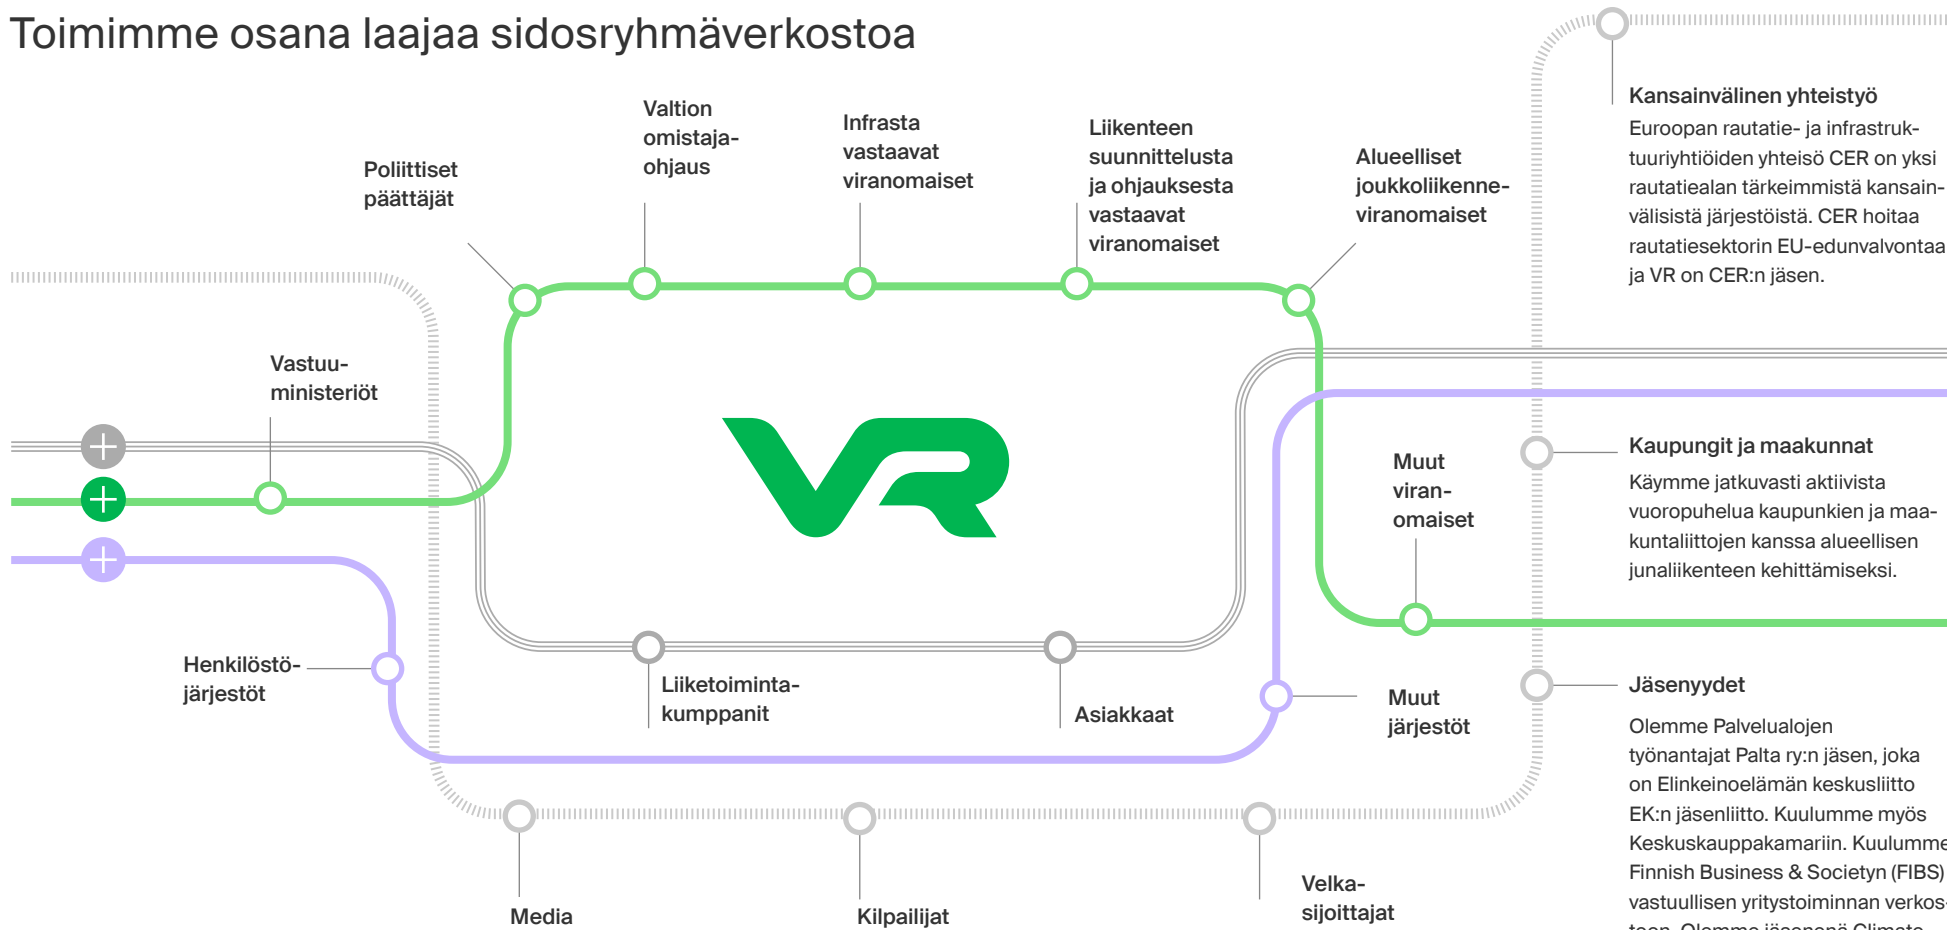 Toimimme osana laajaa sidosryhmäverkostoa
Poliittiset
päättäjät
Valtion
omistaja-
ohjaus
Infrasta
vastaavat
viranomaiset
Liikenteen
suunnittelusta
ja ohjauksesta
vastaavat
viranomaiset
Alueelliset
joukkoliikenne-
viranomaiset
Kansainvälinen yhteistyö
Euroopan rautatie- ja infrastruk-
tuuriyhtiöiden yhteisö CER on yksi
rautatiealan tärkeimmistä kansain-
välisistä järjestöistä. CER hoitaa
rautatiesektorin EU-edunvalvontaa
ja VR on CER:n jäsen.
Vastuu-
ministeriöt
VR
Muut
viran-
omaiset
Kaupungit ja maakunnat
Käymme jatkuvasti aktiivista
vuoropuhelua kaupunkien ja maa-
kuntaliittojen kanssa alueellisen
junaliikenteen kehittämiseksi.
Henkilöstö-
järjestöt
Liiketoiminta-
kumppanit
Asiakkaat
Muut
järjestöt
Jäsenyydet
Olemme Palvelualojen
työnantajat Palta ry:n jäsen, joka
on Elinkeinoelämän keskusliitto
EK:n jäsenliitto. Kuulumme myös
Keskuskauppakamariin. Kuulumme
Finnish Business & Societyn (FIBS)
vastuullisen yritystoiminnan verkos-
toon. Olemme jäsenenä Climate
Media
Kilpailijat
Velka-
sijoittajat